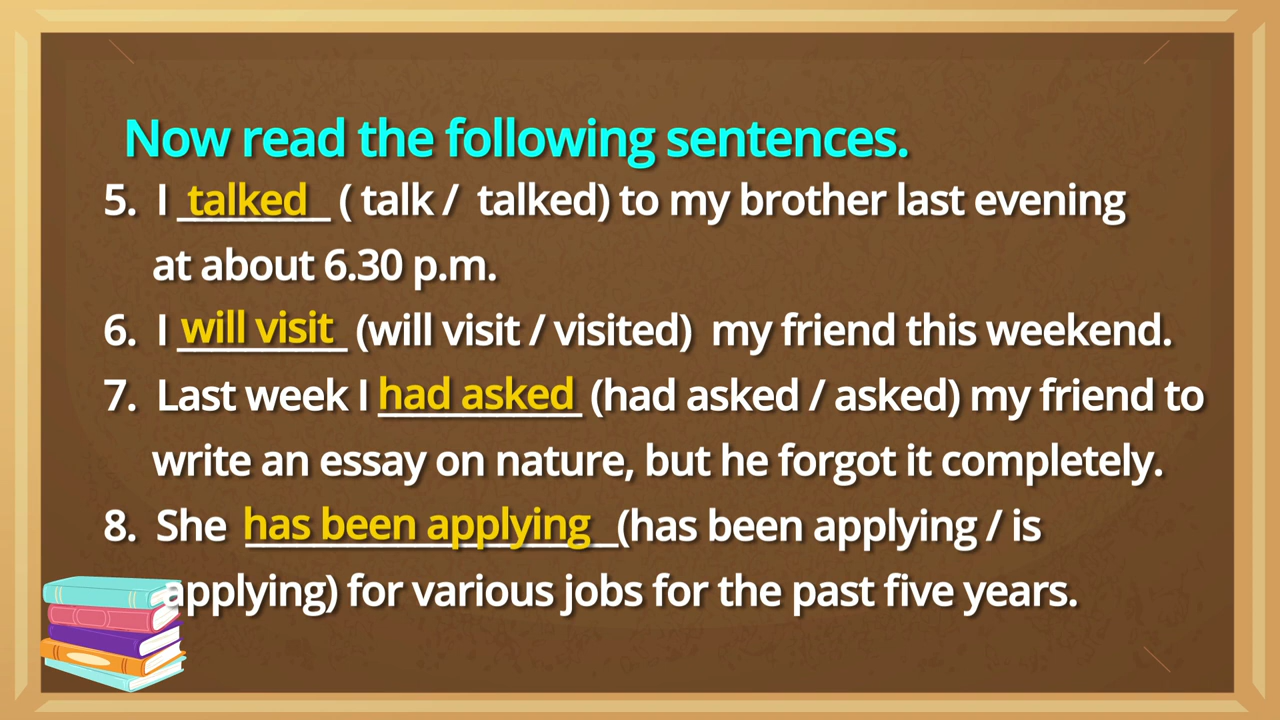 Now read the following sentences.
5. I talked ( talk / talked) to my brother last evening
at about 6.30 p.m.
6. I will visit (will visit / visited) my friend this weekend.
7. Last week I had asked (had asked / asked) my friend to
write an essay on nature, but he forgot it completely.
8. She has been applying (has been applying / is
applying) for various jobs for the past five years.